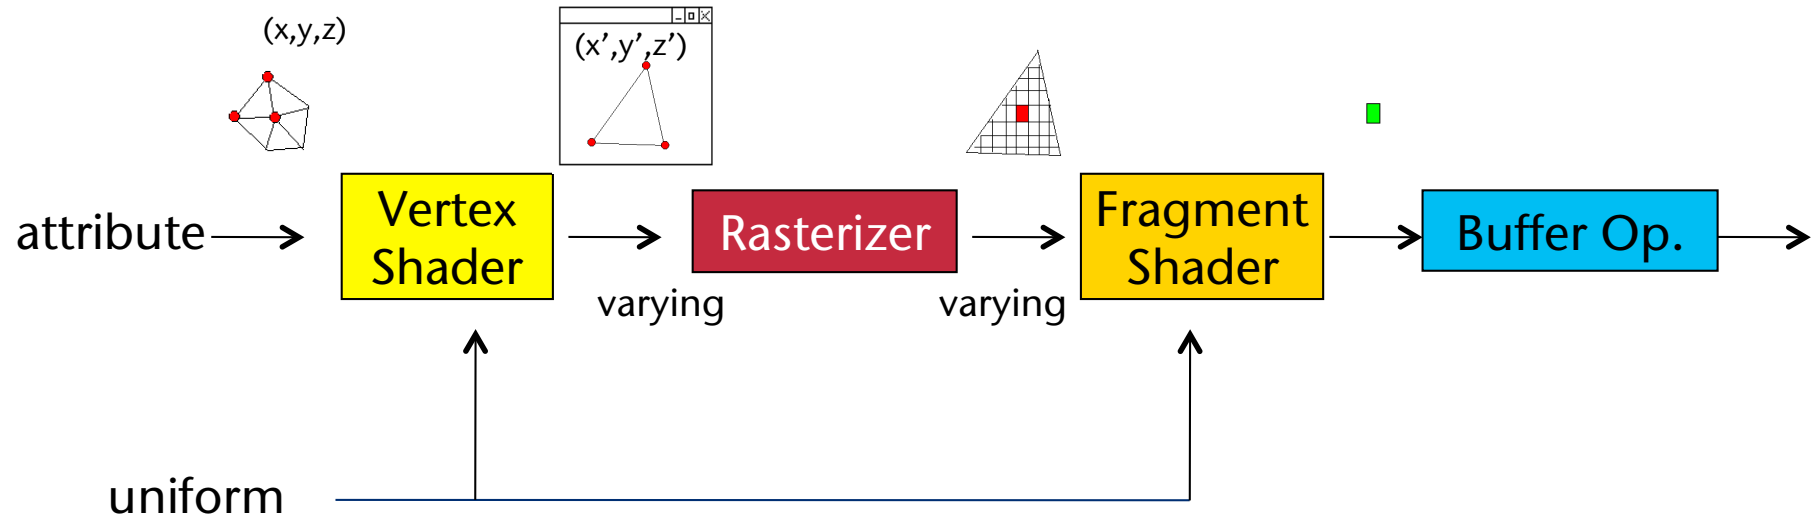 (x,y,z)
(x’,y’,z’)
attribute
Vertex
Shader
varying
Rasterizer
varying
Fragment
Shader
Buffer Op.
uniform